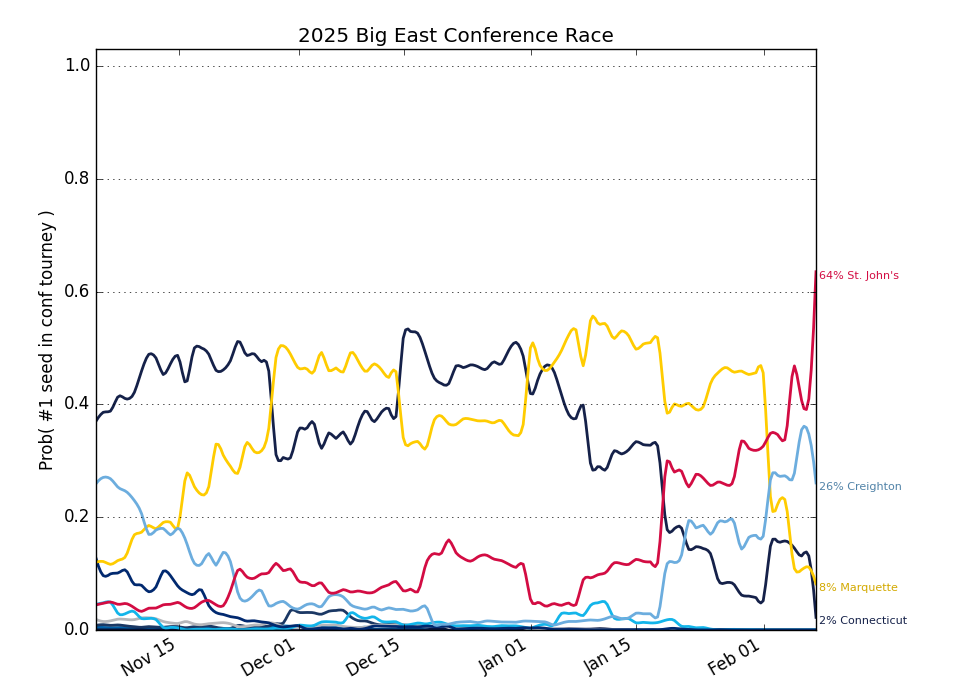 2025 Big East Conference Race
Prob( #1 seed in conf tourney )
1.0
0.8
0.6
0.4
0.2
0.0
64% St. John's
26% Creighton
8% Marquette
2% Connecticut
Nov 15
Dec 01
Dec 15
Jan 01
Jan 15
Feb 01